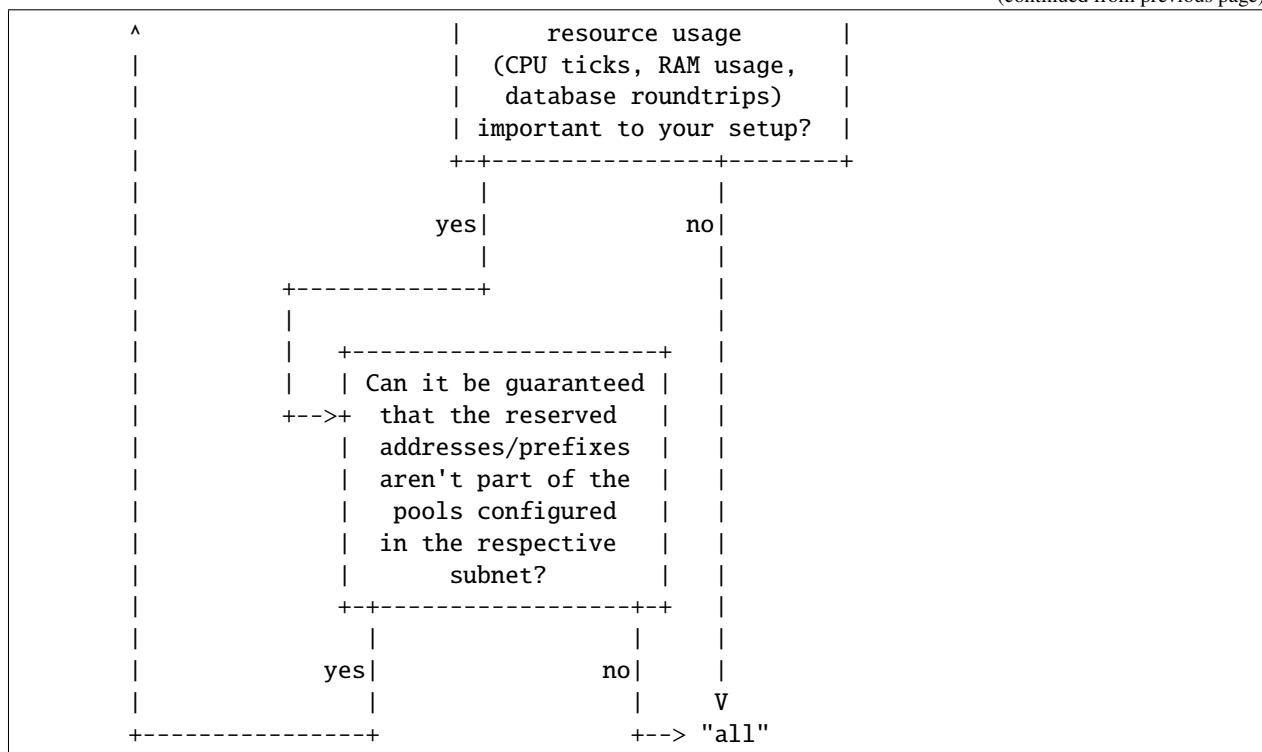 (continued from previous page)
         ^                      |      resource usage       |
         |                      |  (CPU ticks, RAM usage,   |
         |                      |   database roundtrips)    |
         |                      | important to your setup?  |
         |                      +-+----------------+--------+
         |                        |                |
         |                     yes|              no|
         |                        |                |
         |          +-------------+                |
         |          |                              |
         |          |   +----------------------+   |
         |          |   | Can it be guaranteed |   |
         |          +-->+  that the reserved   |   |
         |              |  addresses/prefixes  |   |
         |              |  aren't part of the  |   |
         |              |   pools configured   |   |
         |              |  in the respective   |   |
         |              |       subnet?        |   |
         |              +-+------------------+-+   |
         |                |                  |     |
         |             yes|                no|     |
         |                |                  |     V
         +----------------+                  +--> "all"